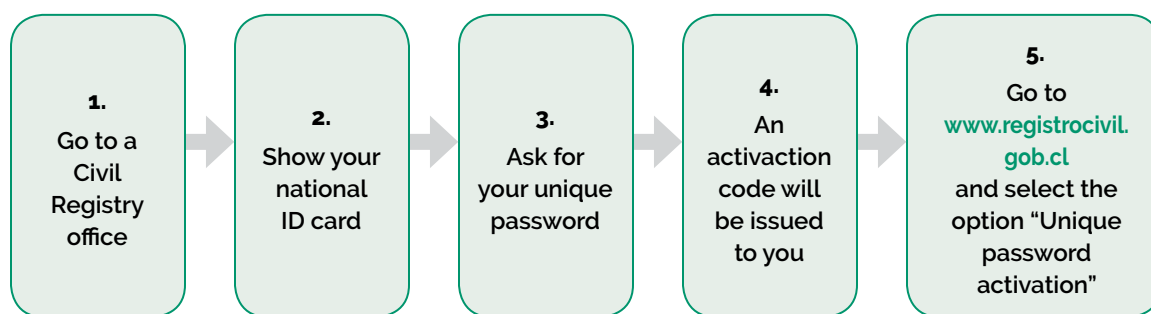 1.
Go to a
Civil
Registry
office
2.
Show your
national
ID card
3.
Ask for
your unique
password
4.
An
activaction
code will
be issued
to you
5.
Go to
www.registrocivil.
gob.cl
and select the
option “Unique
password
activation”